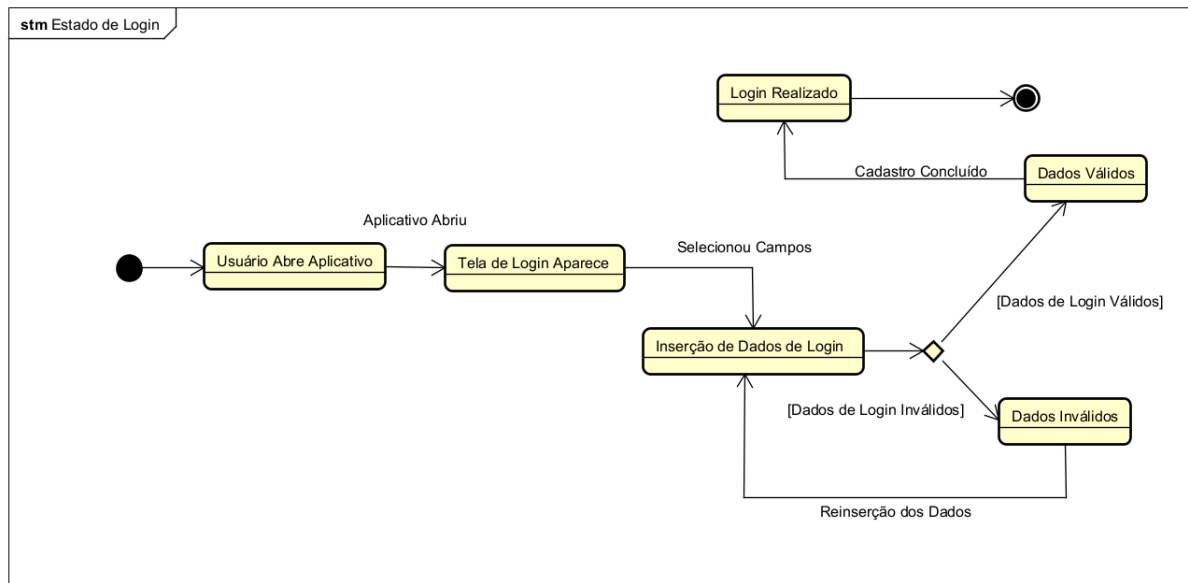 stm Estado de Login
Login Realizado
Cadastro Concluído
Dados Válidos
Aplicativo Abriu
Selecionou Campos
Usuário Abre Aplicativo
Tela de Login Aparece
[Dados de Login Válidos]
Inserção de Dados de Login
[Dados de Login Inválidos]
Dados Inválidos
Reinserção dos Dados